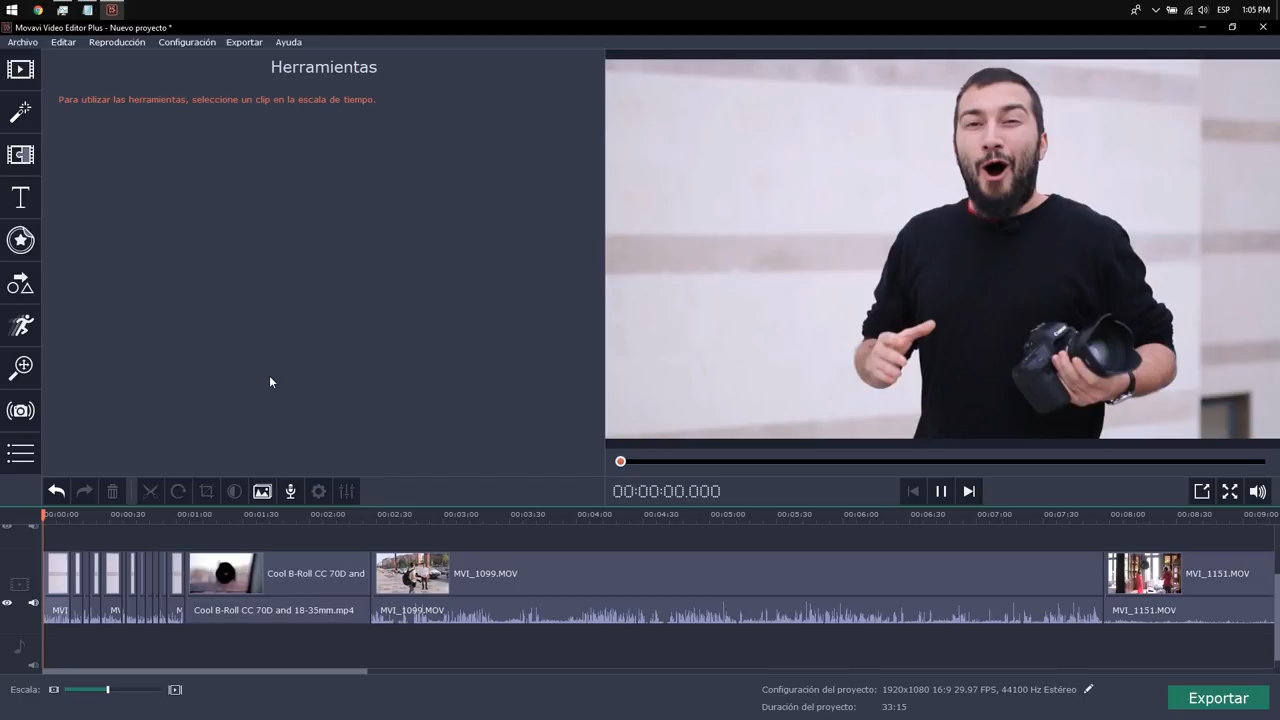 ESP 1:05 PM
Movavi Video Editor Plus - Nuevo proyecto *
Archivo Editar Reproducción Configuración Exportar Ayuda
Herramientas
Para utilizar las herramientas, seleccione un clip en la escala de tiempo.
00:00:00.000
00:00:00 00:00:30 00:01:00 00:01:30 00:02:00 00:02:30 00:03:00 00:03:30 00:04:00 00:04:30 00:05:00 00:05:30 00:06:00 00:06:30 00:07:00 00:07:30 00:08:00 00:08:30 00:09:00
Cool B-Roll CC 70D and MVI_1099.MOV MVI_1151.MOV
MVI MV M Cool B-Roll CC 70D and 18-35mm.mp4 MVI_1099.MOV MVI_1151.MOV
Escala: Configuración del proyecto: 1920x1080 16:9 29.97 FPS, 44100 Hz Estéreo
Exportar
Duración del proyecto: 33:15